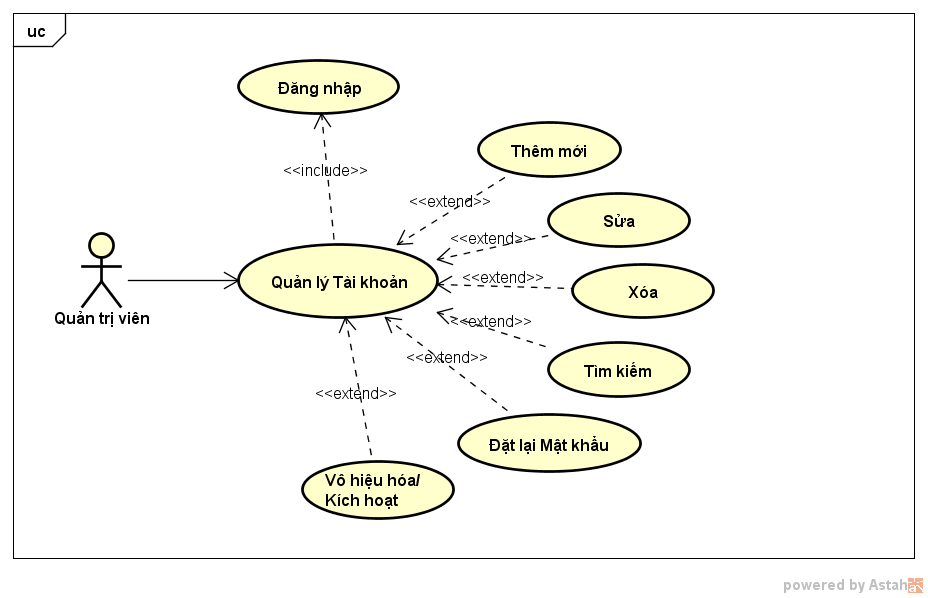 uc
Đăng nhập
Thêm mới
<<include>>
<<extend>>
Sửa
<<extend>>
Quản lý Tài khoản
<<extend>>
Xóa
Quản trị viên
<<extend>>
<<extend>>
Tìm kiếm
<<extend>>
Đặt lại Mật khẩu
Vô hiệu hóa/
Kích hoạt
powered by Astah